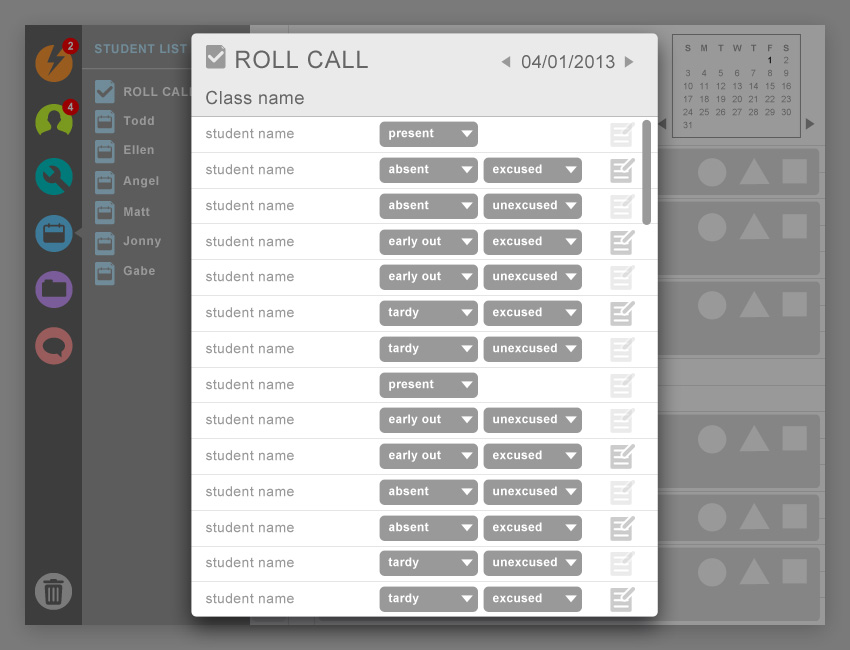 2
4
STUDENT LIST
ROLL CALL
Todd
Ellen
Angel
Matt
Jonny
Gabe
ROLL CALL
04/01/2013
Class name
student name present
student name absent excused
student name absent unexcused
student name early out excused
student name early out unexcused
student name tardy excused
student name tardy unexcused
student name present
student name early out unexcused
student name early out excused
student name absent unexcused
student name absent excused
student name tardy unexcused
student name tardy excused
S M T W T F S
1 2
3 4 5 6 7 8 9
10 11 12 13 14 15 16
17 18 19 20 21 22 23
24 25 26 27 28 29 30
31